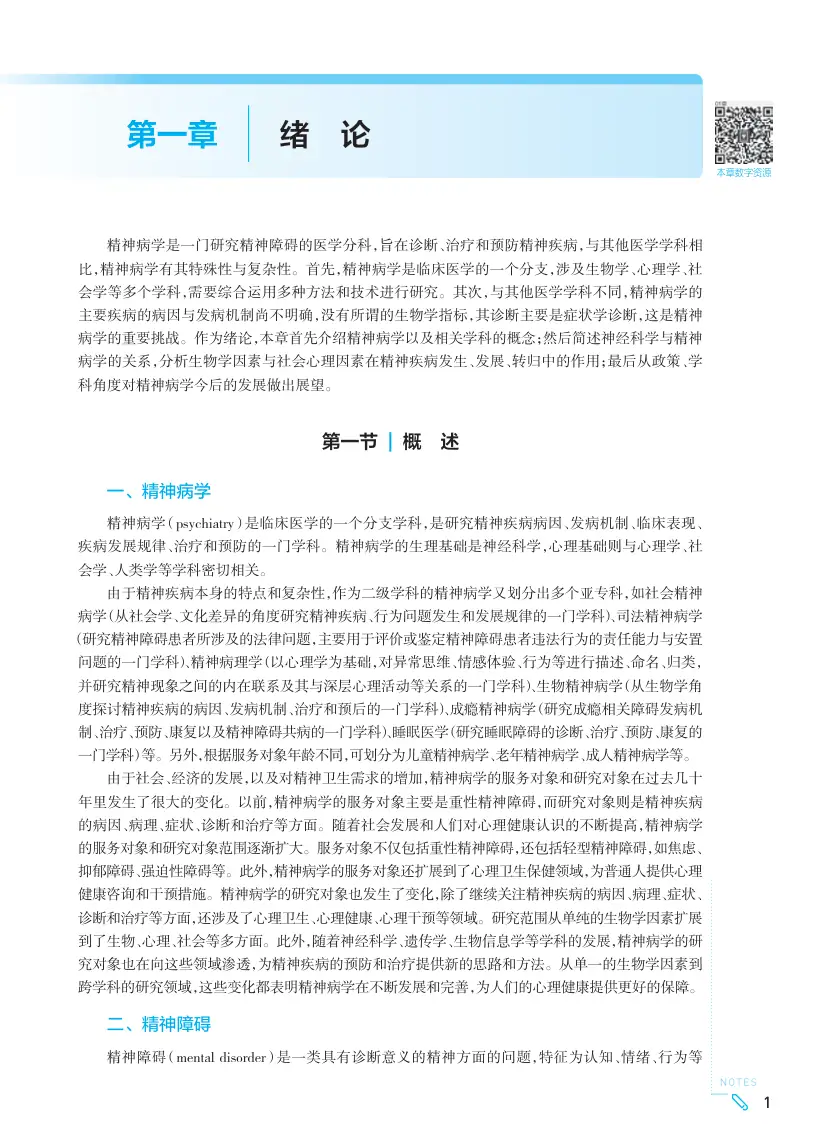 第一章 绪 论
本章数字资源
精神病学是一门研究精神障碍的医学分科,旨在诊断、治疗和预防精神疾病,与其他医学学科相
比,精神病学有其特殊性与复杂性。首先,精神病学是临床医学的一个分支,涉及生物学、心理学、社
会学等多个学科,需要综合运用多种方法和技术进行研究。其次,与其他医学学科不同,精神病学的
主要疾病的病因与发病机制尚不明确,没有所谓的生物学指标,其诊断主要是症状学诊断,这是精神
病学的重要挑战。作为绪论,本章首先介绍精神病学以及相关学科的概念;然后简述神经科学与精神
病学的关系,分析生物学因素与社会心理因素在精神疾病发生、发展、转归中的作用;最后从政策、学
科角度对精神病学今后的发展做出展望。
第一节 | 概 述
一、精神病学
精神病学(psychiatry)是临床医学的一个分支学科,是研究精神疾病病因、发病机制、临床表现、
疾病发展规律、治疗和预防的一门学科。精神病学的生理基础是神经科学,心理基础则与心理学、社
会学、人类学等学科密切相关。
由于精神疾病本身的特点和复杂性,作为二级学科的精神病学又划分出多个亚专科,如社会精神
病学(从社会学、文化差异的角度研究精神疾病、行为问题发生和发展规律的一门学科)、司法精神病学
(研究精神障碍患者所涉及的法律问题,主要用于评价或鉴定精神障碍患者违法行为的责任能力与安置
问题的一门学科)、精神病理学(以心理学为基础,对异常思维、情感体验、行为等进行描述、命名、归类,
并研究精神现象之间的内在联系及其与深层心理活动等关系的一门学科)、生物精神病学(从生物学角
度探讨精神疾病的病因、发病机制、治疗和预后的一门学科)、成瘾精神病学(研究成瘾相关障碍发病机
制、治疗、预防、康复以及精神障碍共病的一门学科)、睡眠医学(研究睡眠障碍的诊断、治疗、预防、康复的
一门学科)等。另外,根据服务对象年龄不同,可划分为儿童精神病学、老年精神病学、成人精神病学等。
由于社会、经济的发展,以及对精神卫生需求的增加,精神病学的服务对象和研究对象在过去几十
年里发生了很大的变化。以前,精神病学的服务对象主要是重性精神障碍,而研究对象则是精神疾病
的病因、病理、症状、诊断和治疗等方面。随着社会发展和人们对心理健康认识的不断提高,精神病学
的服务对象和研究对象范围逐渐扩大。服务对象不仅包括重性精神障碍,还包括轻型精神障碍,如焦虑、
抑郁障碍、强迫性障碍等。此外,精神病学的服务对象还扩展到了心理卫生保健领域,为普通人提供心理
健康咨询和干预措施。精神病学的研究对象也发生了变化,除了继续关注精神疾病的病因、病理、症状、
诊断和治疗等方面,还涉及了心理卫生、心理健康、心理干预等领域。研究范围从单纯的生物学因素扩展
到了生物、心理、社会等多方面。此外,随着神经科学、遗传学、生物信息学等学科的发展,精神病学的研
究对象也在向这些领域渗透,为精神疾病的预防和治疗提供新的思路和方法。从单一的生物学因素到
跨学科的研究领域,这些变化都表明精神病学在不断发展和完善,为人们的心理健康提供更好的保障。
二、精神障碍
精神障碍(mental disorder)是一类具有诊断意义的精神方面的问题,特征为认知、情绪、行为等
NOTES
1